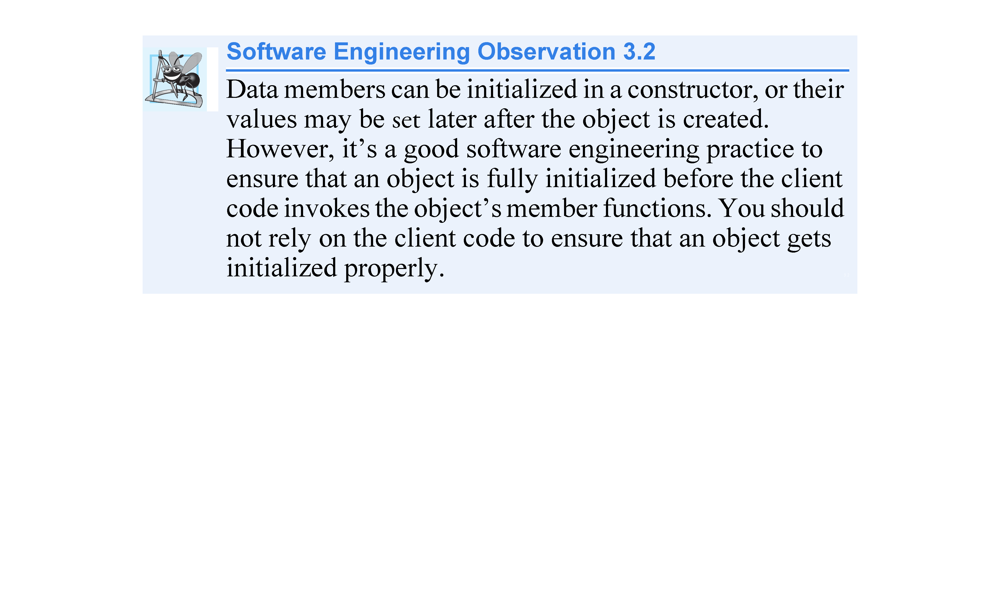 Software Engineering Observation 3.2
Data members can be initialized in a constructor, or their
values may be set later after the object is created.
However, it’s a good software engineering practice to
ensure that an object is fully initialized before the client
code invokes the object’s member functions. You should
not rely on the client code to ensure that an object gets
initialized properly.